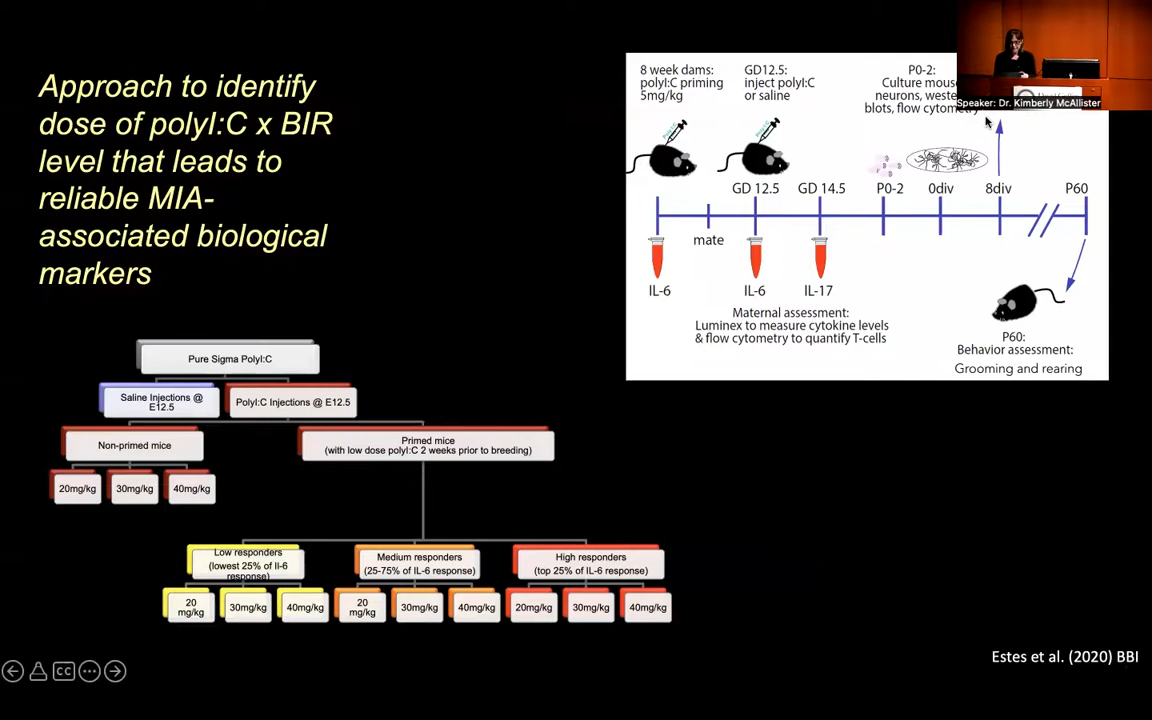 Approach to identify
dose of polyI:C x BIR
level that leads to
reliable MIA-
associated biological
markers
8 week dams:
polyI:C priming
5mg/kg
GD12.5:
inject polyI:C
or saline
P0-2:
Culture mouse
neurons, western
blots, flow cytometry
Speaker: Dr. Kimberly McAllister
GD 12.5
GD 14.5
P0-2
0div
8div
P60
mate
IL-6
IL-6
IL-17
Maternal assessment:
Luminex to measure cytokine levels
& flow cytometry to quantify T-cells
P60:
Behavior assessment:
Grooming and rearing
Pure Sigma PolyI:C
Saline Injections @
E12.5
PolyI:C Injections @ E12.5
Non-primed mice
Primed mice
(with low dose polyI:C 2 weeks prior to breeding)
20mg/kg
30mg/kg
40mg/kg
Low responders
(lowest 25% of Il-6
response)
Medium responders
(25-75% of IL-6 response)
High responders
(top 25% of IL-6 response)
20
mg/kg
30mg/kg
40mg/kg
20
mg/kg
30mg/kg
40mg/kg
20mg/kg
30mg/kg
40mg/kg
Estes et al. (2020) BBI
CC